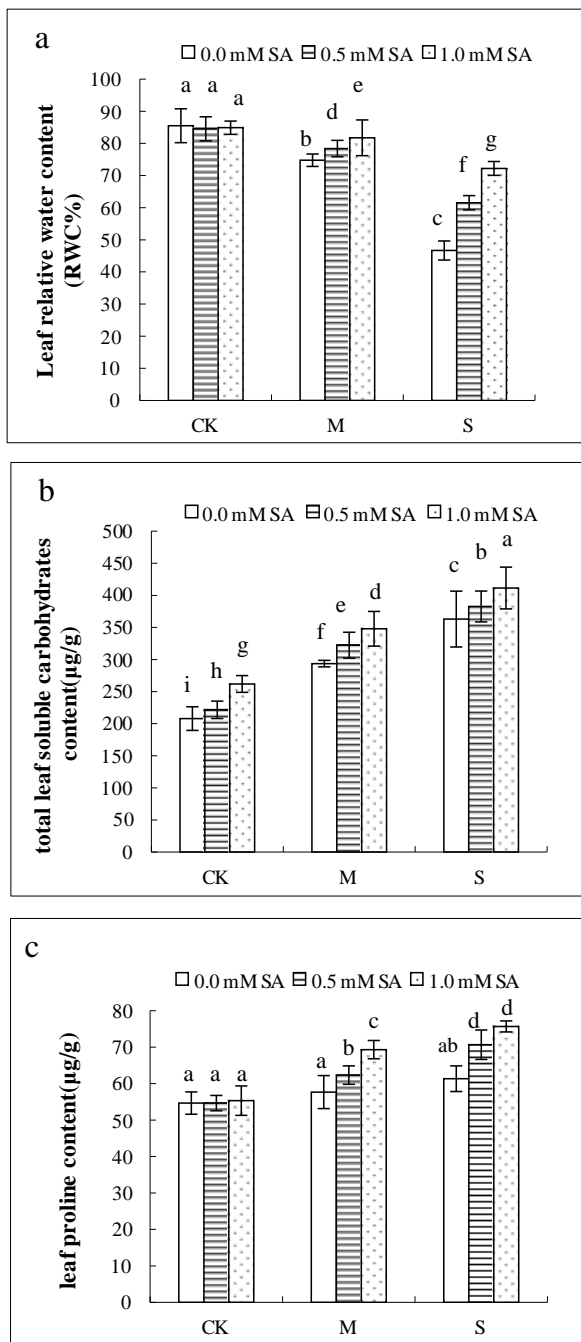 a
0.0 mM SA 0.5 mM SA 1.0 mM SA
Leaf relative water content
(RWC%)
100
90
80
70
60
50
40
30
20
10
0
a a a
b d e
c f g
CK M S
b
0.0 mM SA 0.5 mM SA 1.0 mM SA
total leaf soluble carbohydrates
content(µg/g)
500
450
400
350
300
250
200
150
100
50
0
i h g
f e d
c b a
CK M S
c
0.0 mM SA 0.5 mM SA 1.0 mM SA
leaf proline content(µg/g)
80
70
60
50
40
30
20
10
0
a a a
a b c
ab d d
CK M S